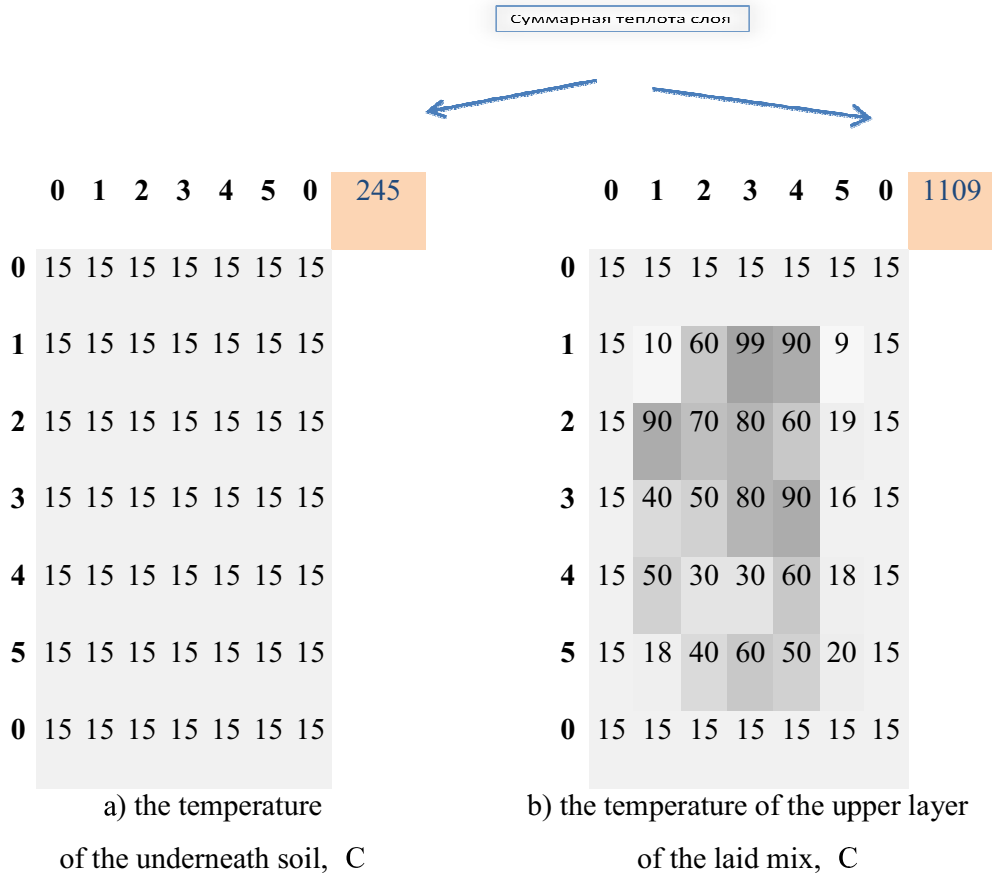 Суммарная теплота слоя
0 1 2 3 4 5 0 245
0 15 15 15 15 15 15 15
1 15 15 15 15 15 15 15
2 15 15 15 15 15 15 15
3 15 15 15 15 15 15 15
4 15 15 15 15 15 15 15
5 15 15 15 15 15 15 15
0 15 15 15 15 15 15 15
a) the temperature
of the underneath soil, C
0 1 2 3 4 5 0 1109
0 15 15 15 15 15 15 15
1 15 10 60 99 90 9 15
2 15 90 70 80 60 19 15
3 15 40 50 80 90 16 15
4 15 50 30 30 60 18 15
5 15 18 40 60 50 20 15
0 15 15 15 15 15 15 15
b) the temperature of the upper layer
of the laid mix, C